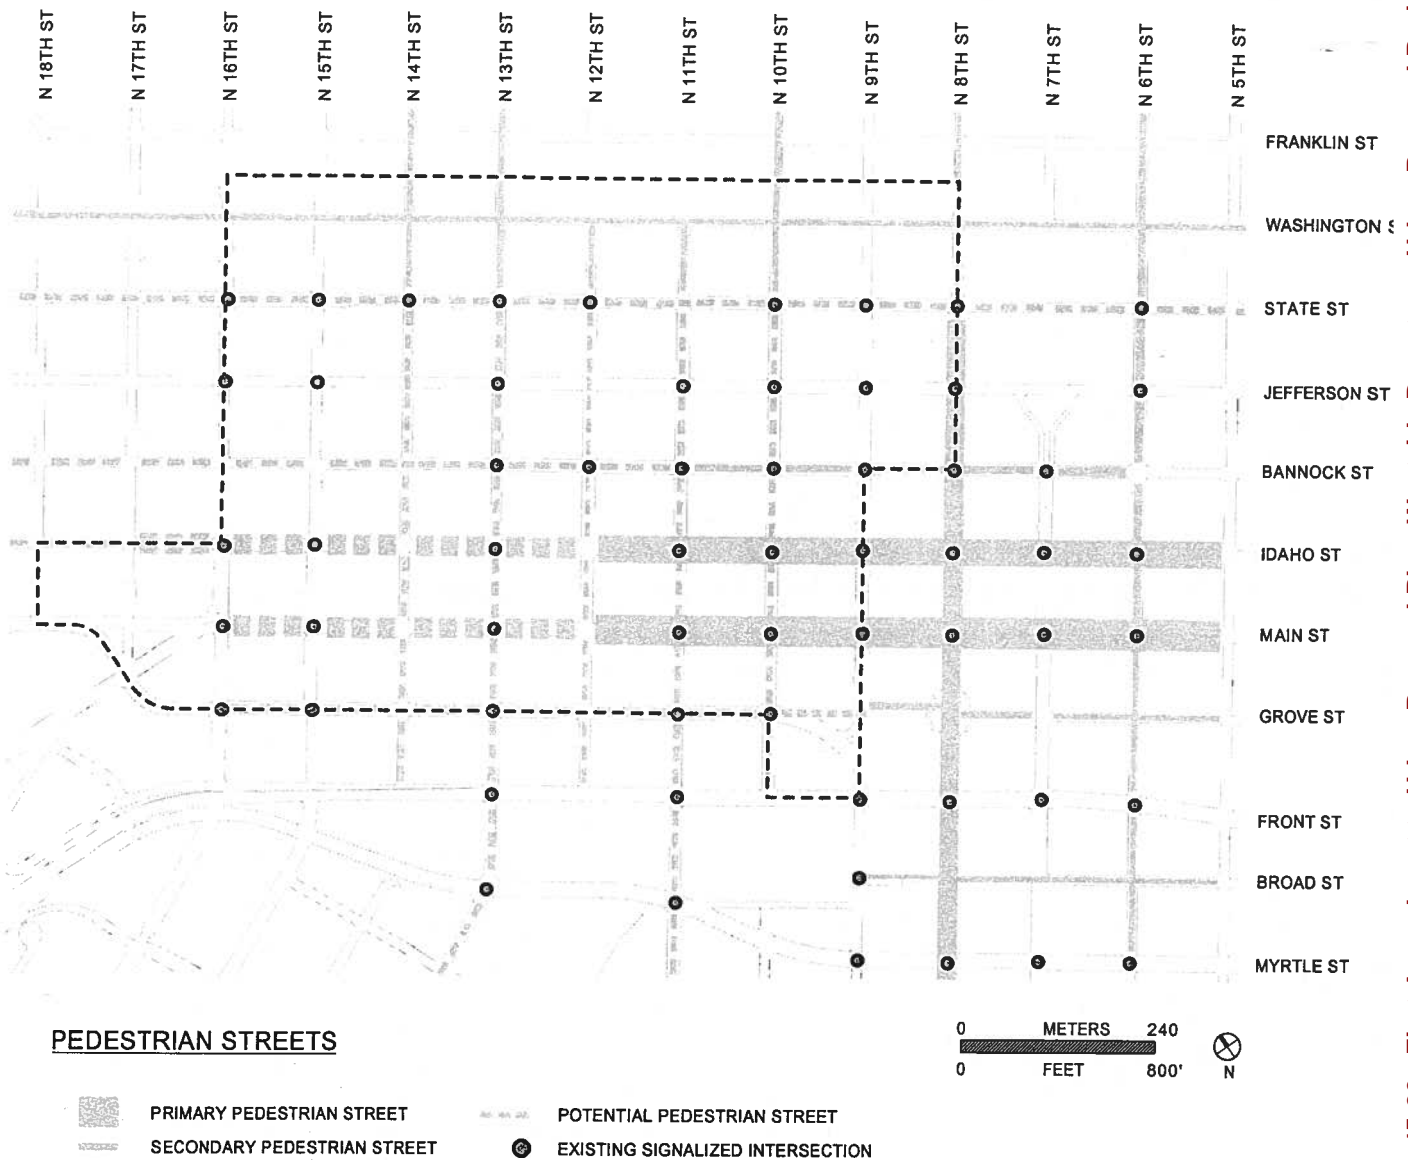 N 18TH ST
N 17TH ST
N 16TH ST
N 15TH ST
N 14TH ST
N 13TH ST
N 12TH ST
N 11TH ST
N 10TH ST
N 9TH ST
N 8TH ST
N 7TH ST
N 6TH ST
N 5TH ST
FRANKLIN ST
WASHINGTON
STATE ST
JEFFERSON ST
BANNOCK ST
IDAHO ST
MAIN ST
GROVE ST
FRONT ST
BROAD ST
MYRTLE ST
PEDESTRIAN STREETS
0 METERS 240
0 FEET 800'
N
PRIMARY PEDESTRIAN STREET
SECONDARY PEDESTRIAN STREET
POTENTIAL PEDESTRIAN STREET
EXISTING SIGNALIZED INTERSECTION